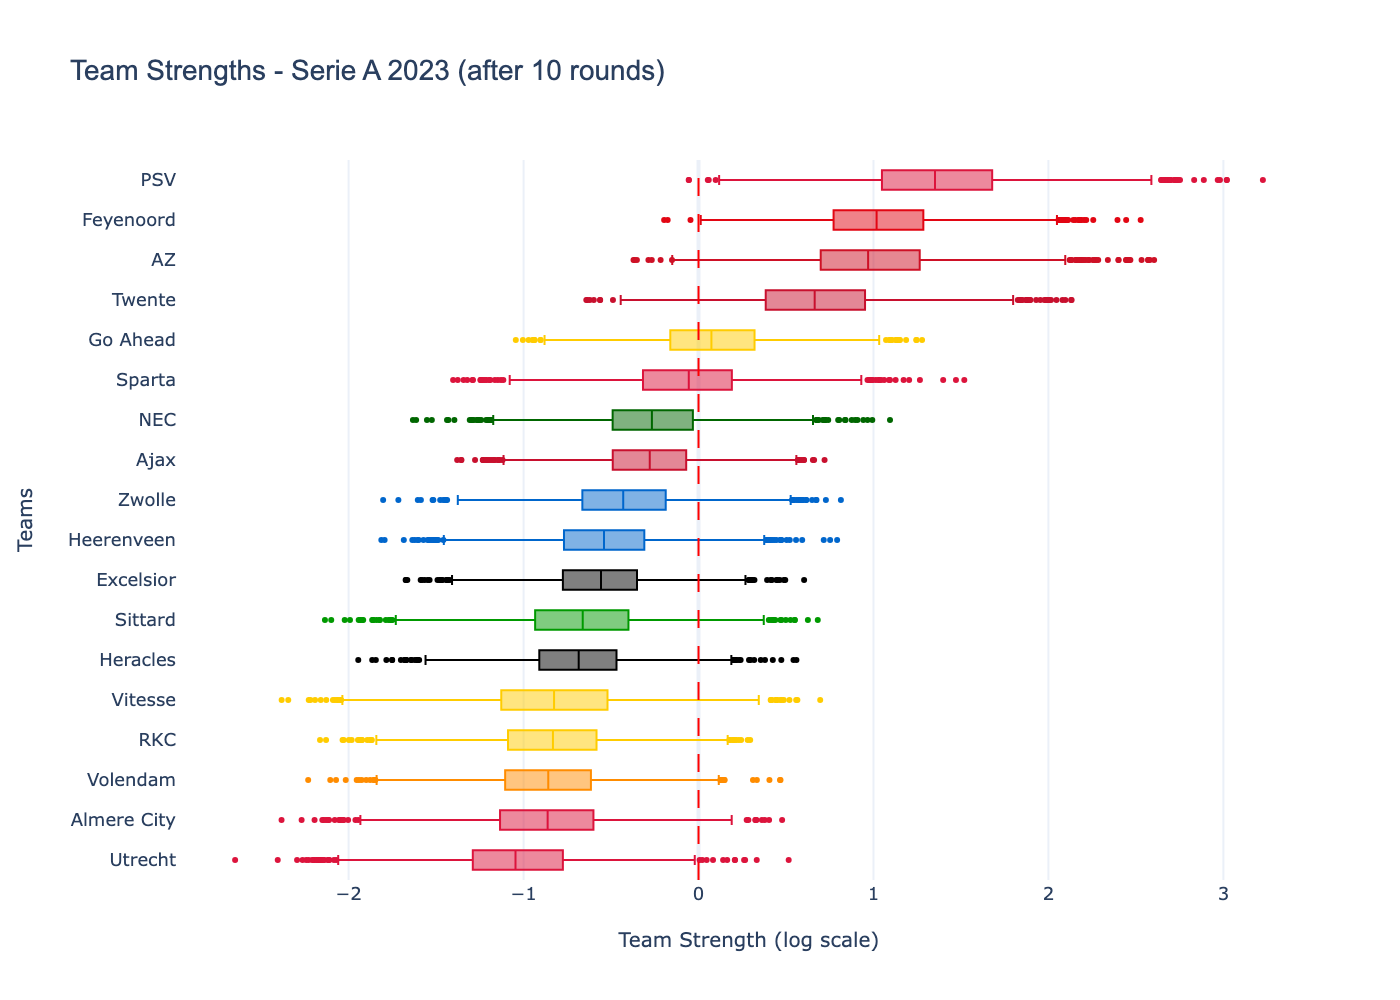 Team Strengths - Serie A 2023 (after 10 rounds)
PSV
Feyenoord
AZ
Twente
Go Ahead
Sparta
NEC
Ajax
Zwolle
Heerenveen
Excelsior
Sittard
Heracles
Vitesse
RKC
Volendam
Almere City
Utrecht
Teams
−2 −1 0 1 2 3
Team Strength (log scale)